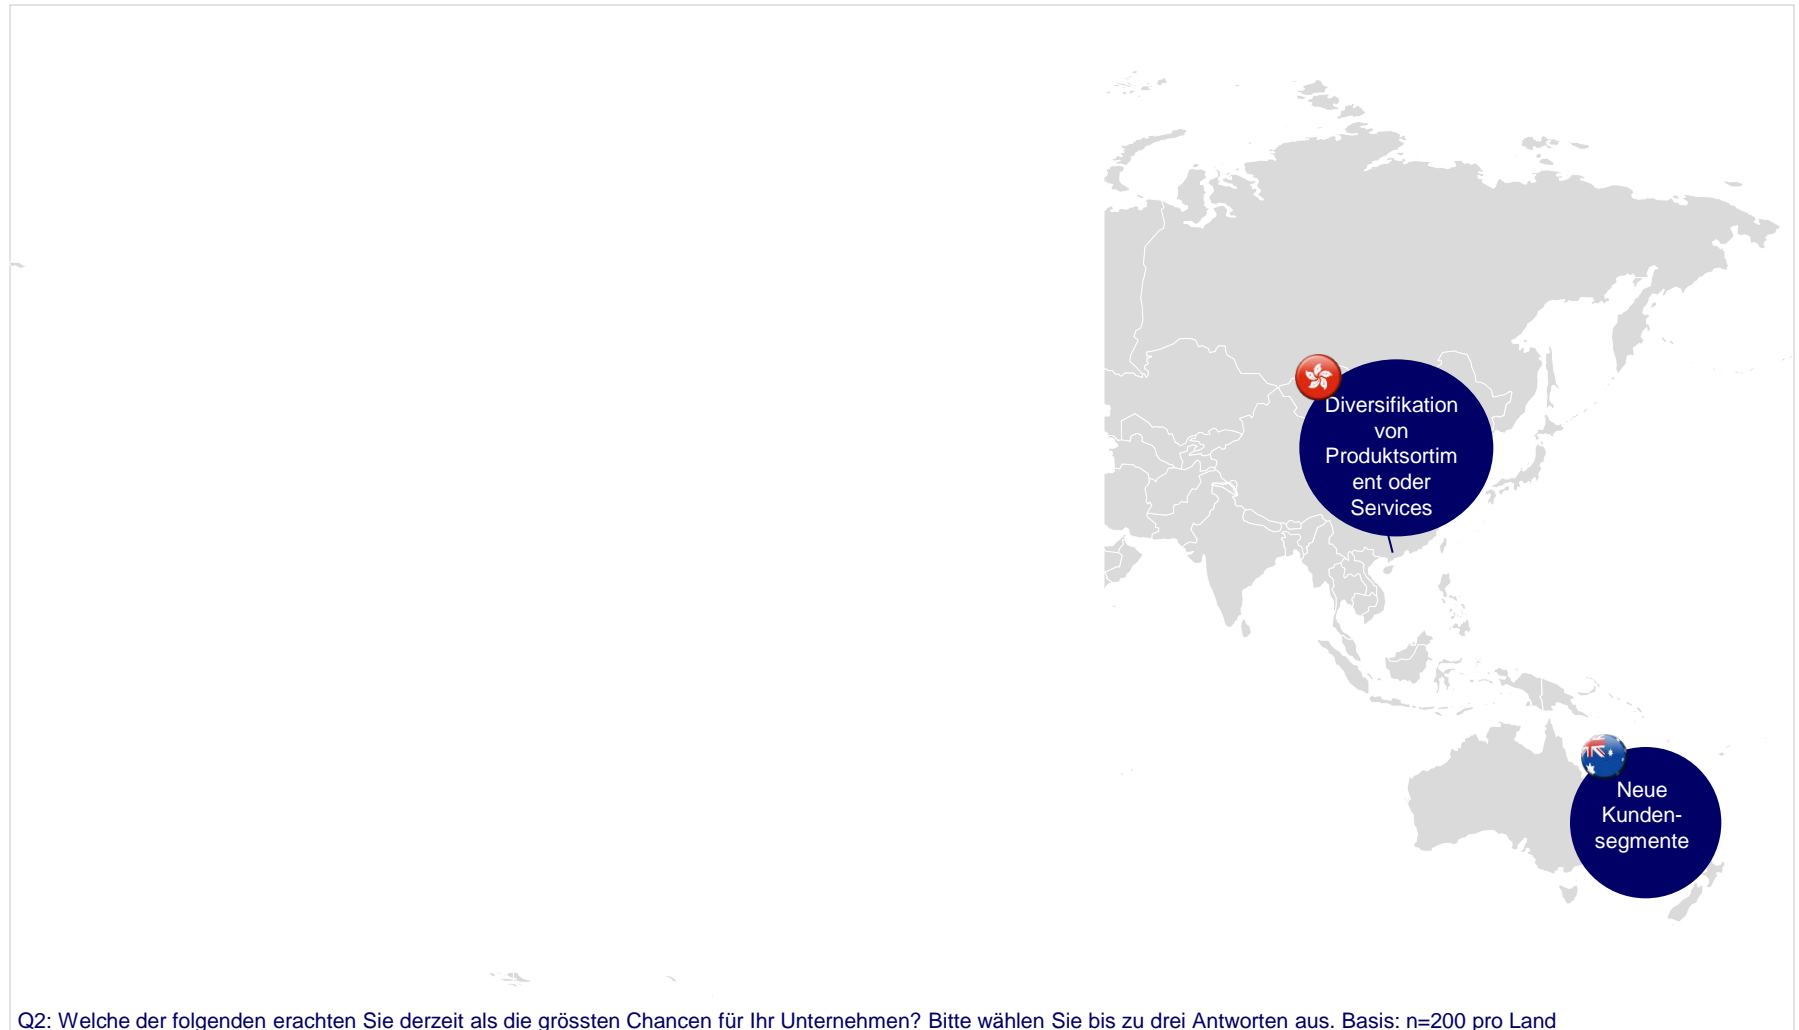 Diversifikation
von
Produktsortim
ent oder
Services
Neue
Kunden-
segmente
Q2: Welche der folgenden erachten Sie derzeit als die grössten Chancen für Ihr Unternehmen? Bitte wählen Sie bis zu drei Antworten aus. Basis: n=200 pro Land